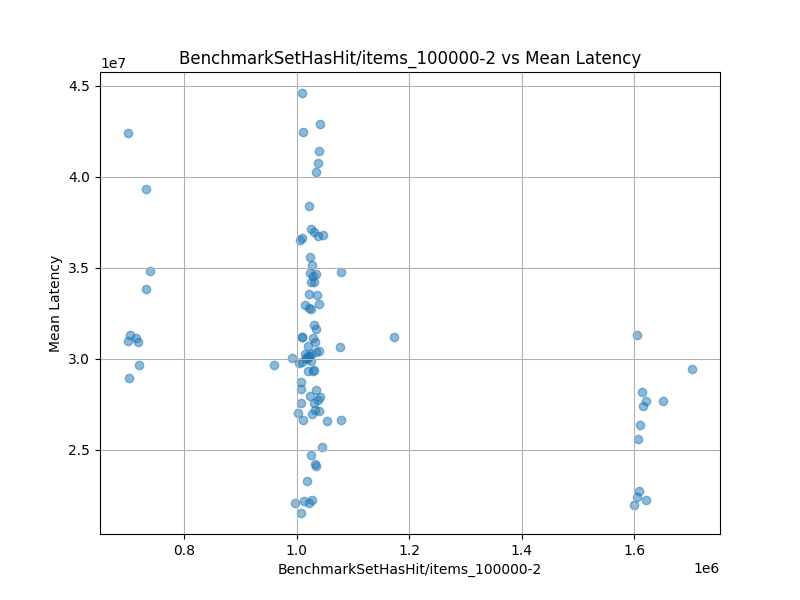 BenchmarkSetHasHit/items_100000-2 vs Mean Latency
1e7
4.5
4.0
3.5
3.0
2.5
Mean Latency
0.8
1.0
1.2
1.4
1.6
BenchmarkSetHasHit/items_100000-2
1e6